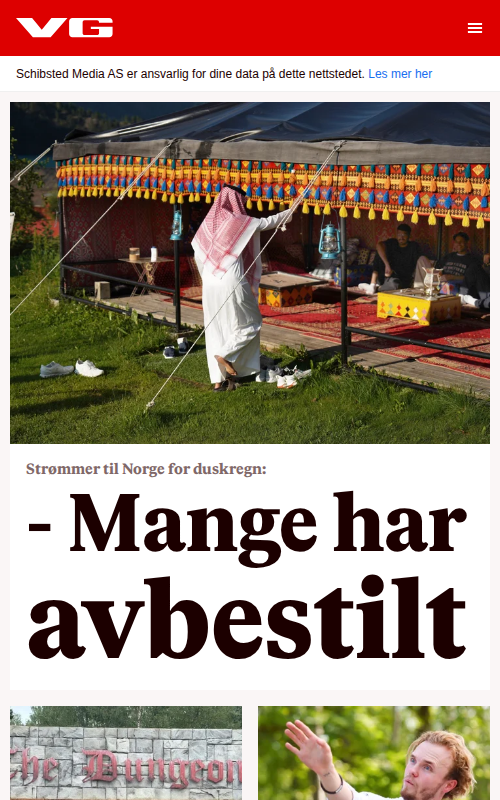 VG
Schibsted Media AS er ansvarlig for dine data på dette nettstedet. Les mer her
Strømmer til Norge for duskregn:
- Mange har
avbestilt
The Dungeon